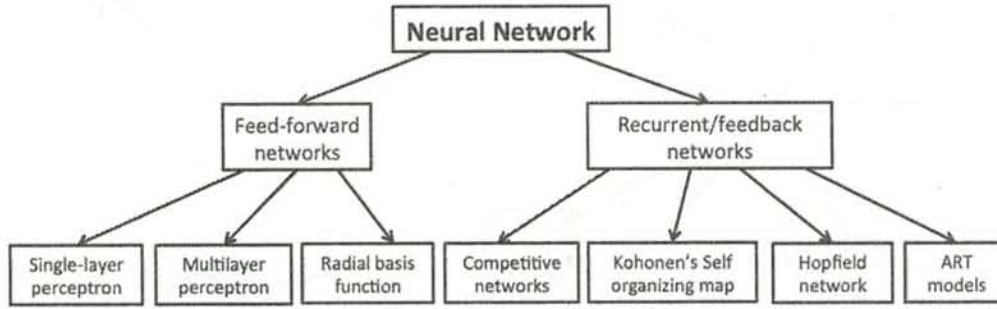 Neural Network
Feed-forward
networks
Recurrent/feedback
networks
Single-layer
perceptron
Multilayer
perceptron
Radial basis
function
Competitive
networks
Kohonen's Self
organizing map
Hopfield
network
ART
models